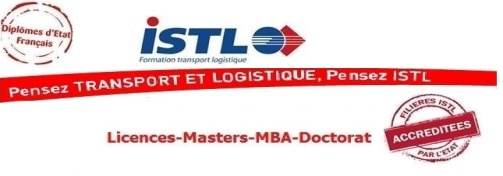 Diplômes d'Etat
Français
iSTL
Formation transport logistique
Pensez TRANSPORT ET LOGISTIQUE, Pensez ISTL
Licences-Masters-MBA-Doctorat
FILIERES ISTL
ACCREDITEES
PAR L'ETAT